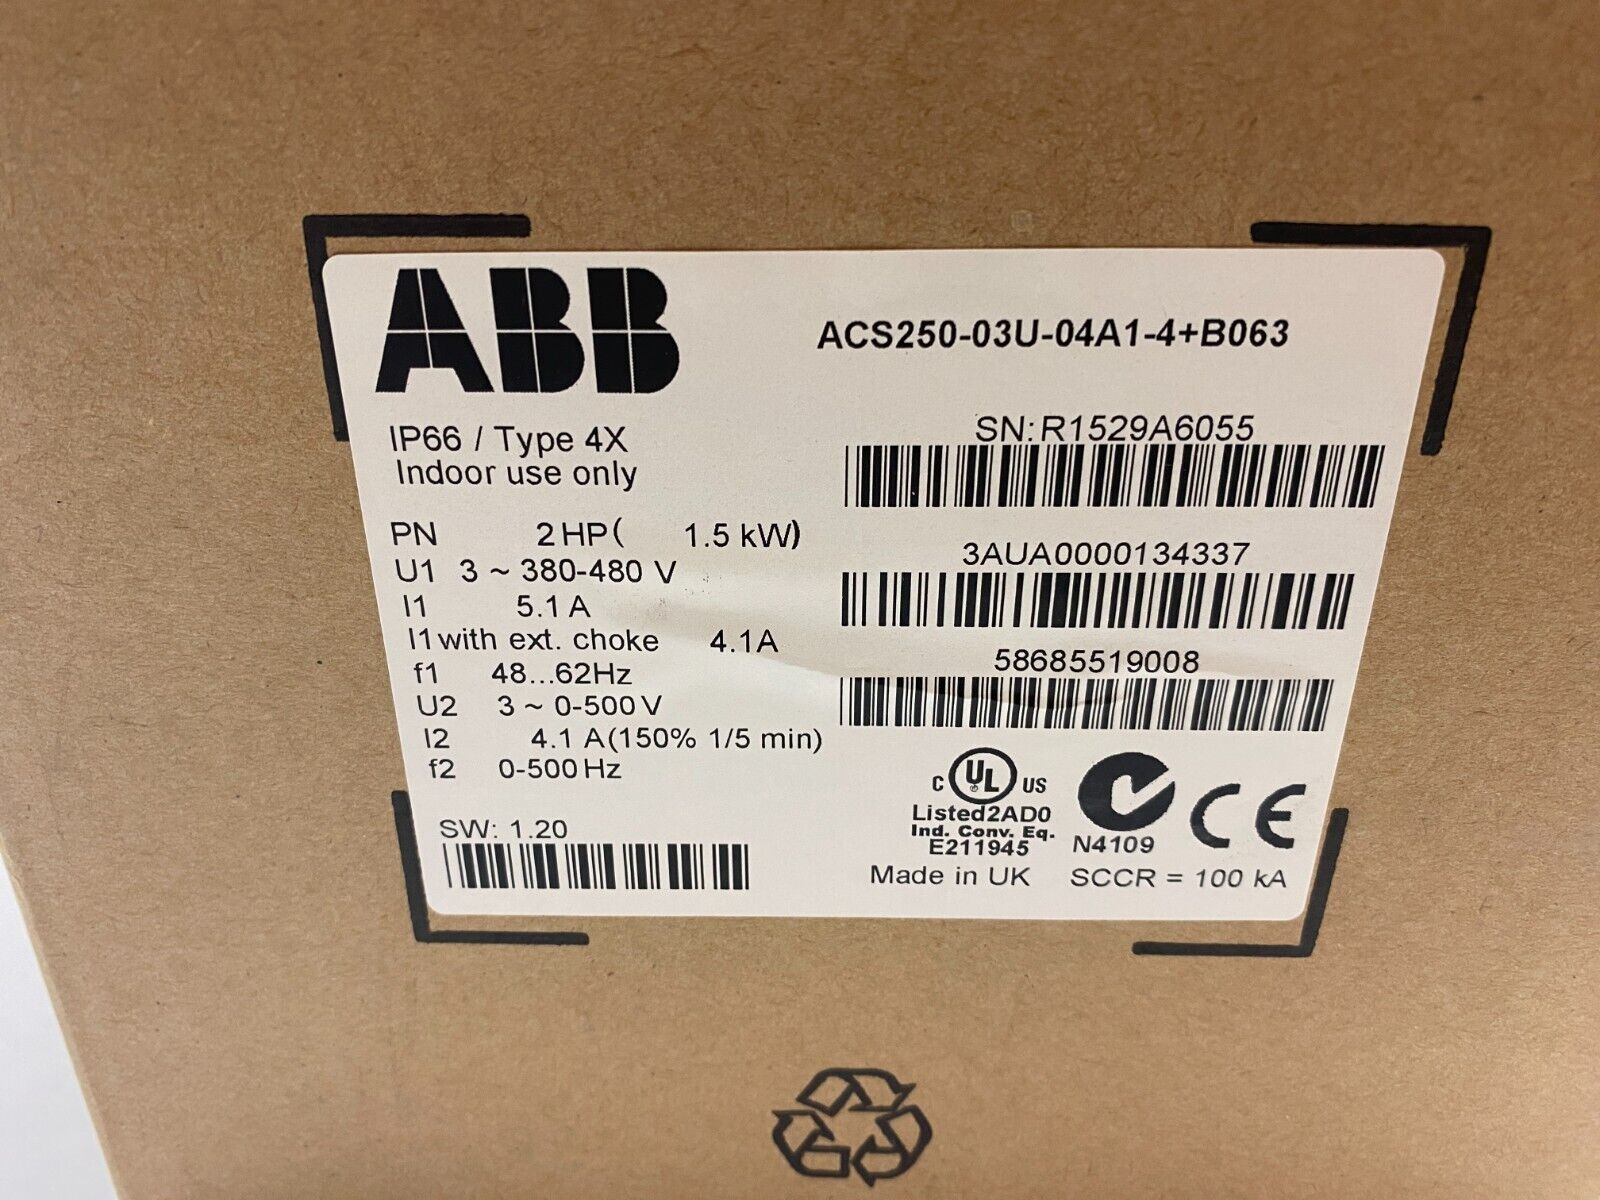 ABB
ACS250-03U-04A1-4+B063
IP66 / Type 4X
Indoor use only
PN 2 HP ( 1.5 kW)
U1 3 ~ 380-480 V
I1 5.1 A
I1 with ext. choke 4.1A
f1 48...62Hz
U2 3 ~ 0-500 V
I2 4.1 A(150% 1/5 min)
f2 0-500 Hz
SW: 1.20
SN: R1529A6055
3AUA0000134337
58685519008
C UL US
Listed2AD0
Ind. Conv. Eq.
E211945
N4109
CE
Made in UK SCCR = 100 kA